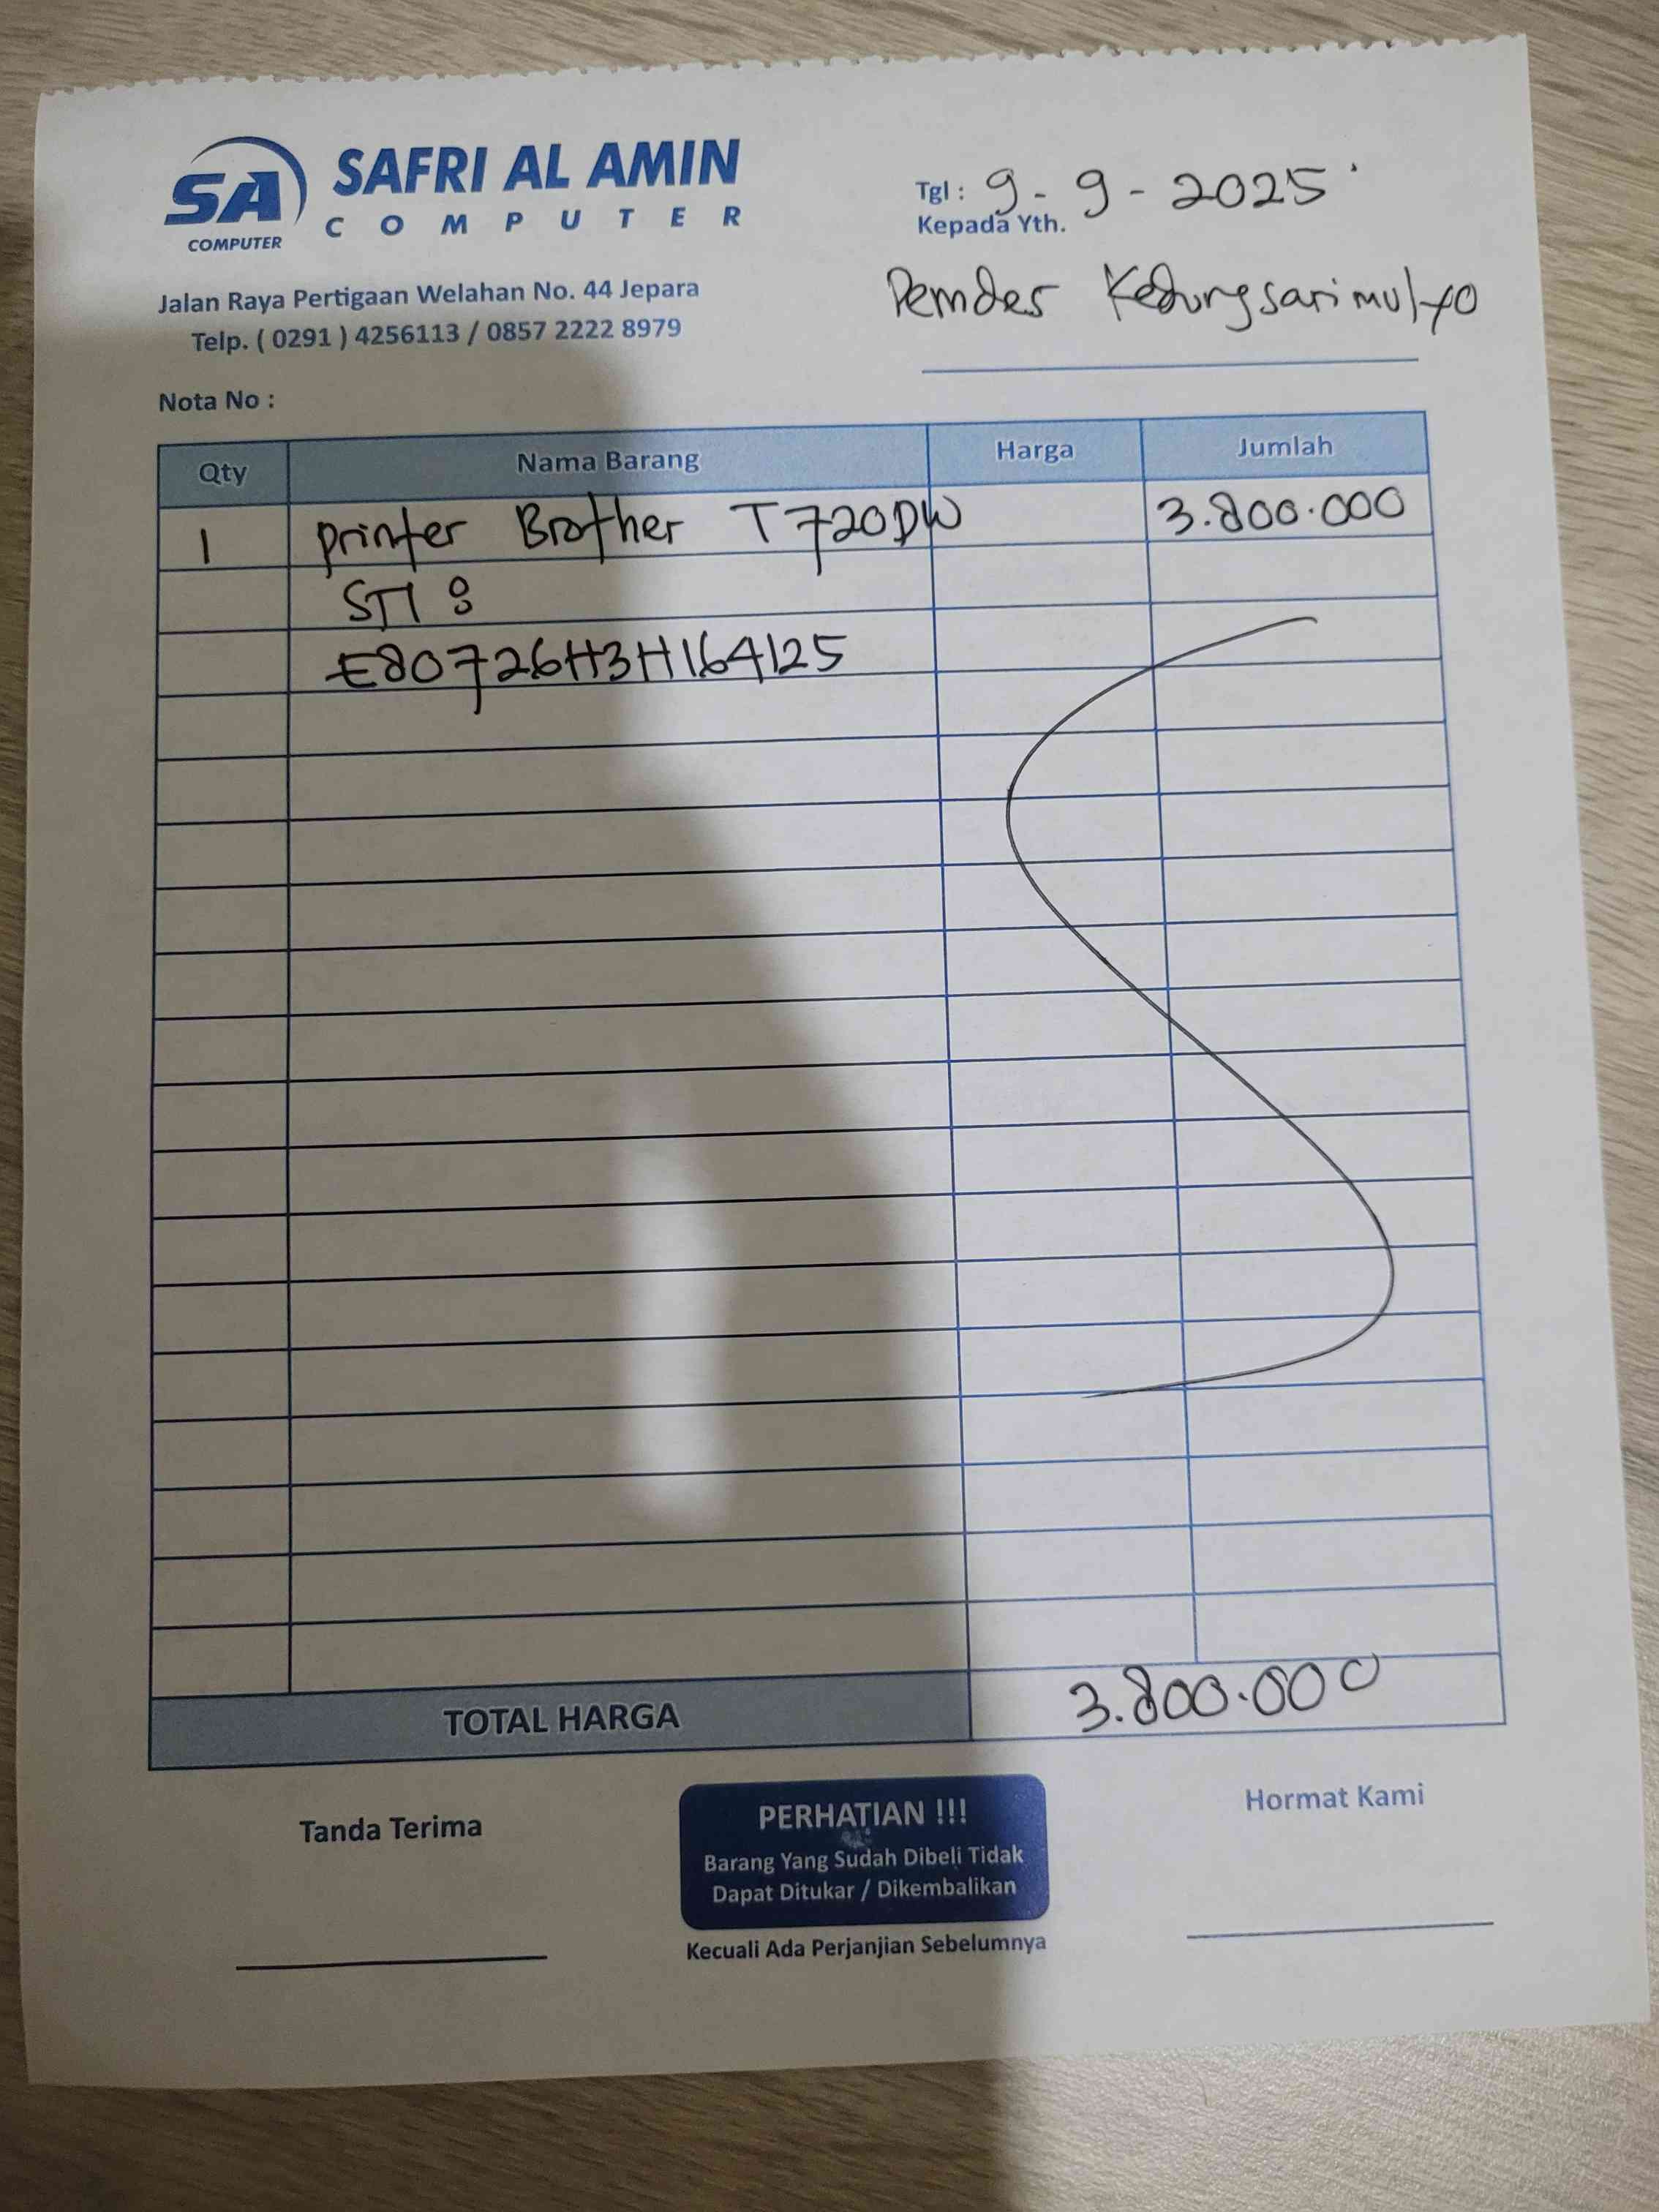 SA
COMPUTER
SAFRI AL AMIN
COMPUTER
Jalan Raya Pertigaan Welahan No. 44 Jepara
Telp. ( 0291 ) 4256113 / 0857 2222 8979
Tgl : 9 - 9 - 2025
Kepada Yth.
Pemdes Kedungsarimulyo
Nota No :
Qty Nama Barang Harga Jumlah
1 printer Brother T720DW 3.800.000
SN :
E80726H3H164125
TOTAL HARGA 3.800.000
Tanda Terima
PERHATIAN !!!
Barang Yang Sudah Dibeli Tidak
Dapat Ditukar / Dikembalikan
Kecuali Ada Perjanjian Sebelumnya
Hormat Kami